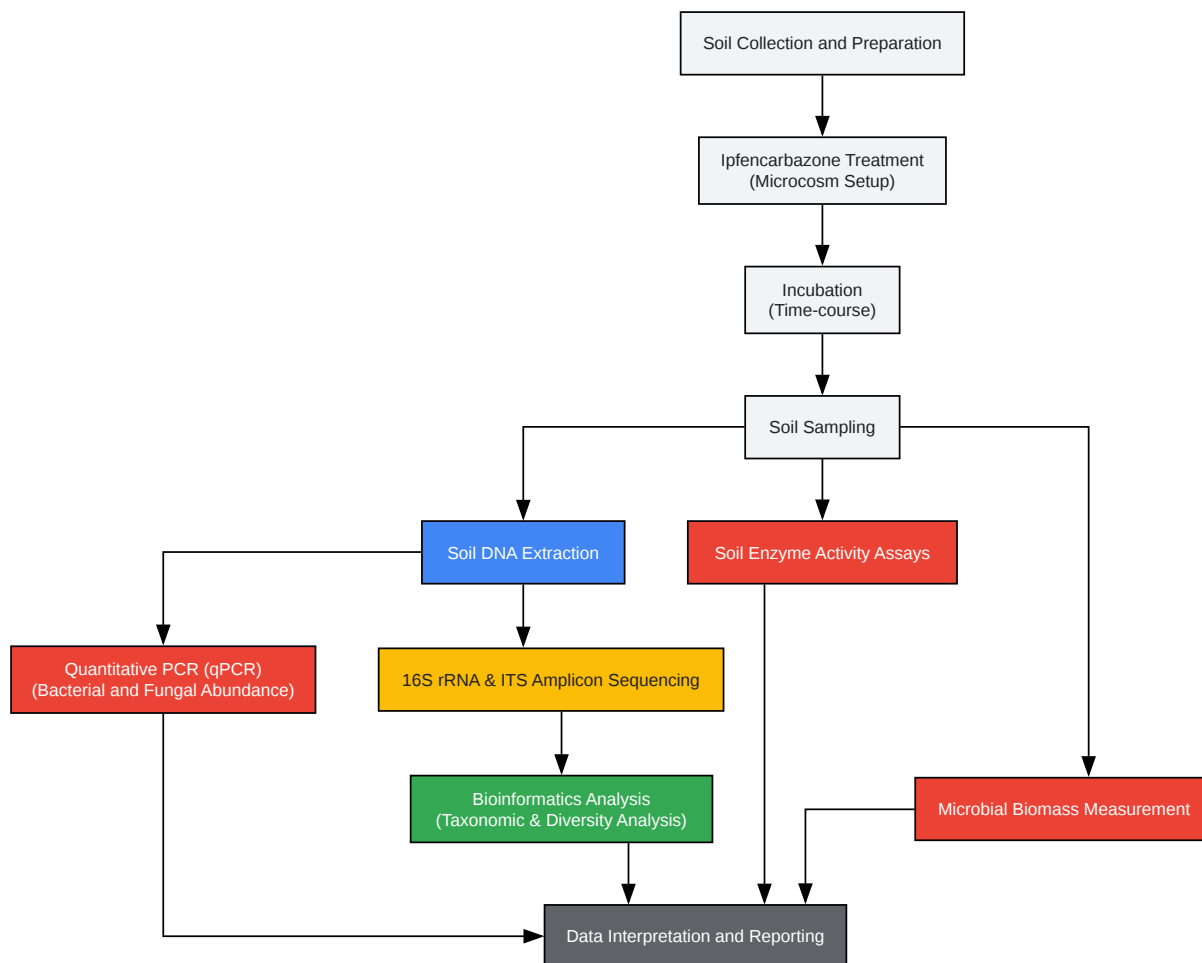 Soil Collection and Preparation
Ipfencarbazone Treatment
(Microcosm Setup)
Incubation
(Time-course)
Soil Sampling
Soil DNA Extraction
Soil Enzyme Activity Assays
Quantitative PCR (qPCR)
(Bacterial and Fungal Abundance)
16S rRNA & ITS Amplicon Sequencing
Bioinformatics Analysis
(Taxonomic & Diversity Analysis)
Microbial Biomass Measurement
Data Interpretation and Reporting